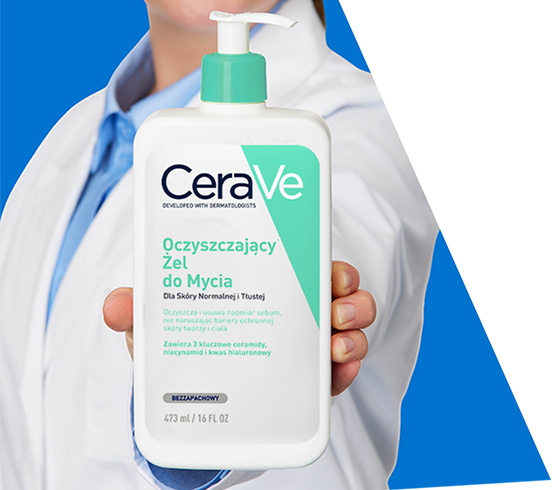 CeraVe
DEVELOPED WITH DERMATOLOGISTS
Oczyszczający
Żel
do Mycia
Dla Skóry Normalnej i Tłustej
Oczyszcza i usuwa nadmiar sebum,
nie naruszając bariery ochronnej
skóry twarzy i ciała
Zawiera 3 kluczowe ceramidy,
niacynamid i kwas hialuronowy
BEZZAPACHOWY
473 ml / 16 FL OZ